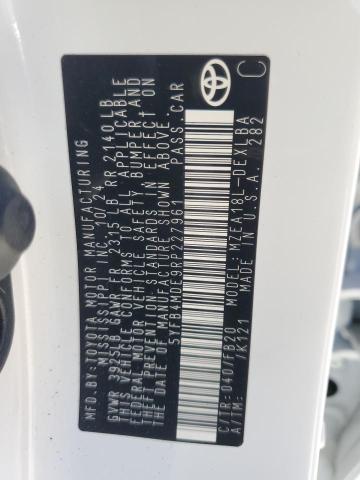 MFD.BY:TOYOTA MOTOR MANUFACTURING
MISSISSIPPI, INC. 10/24
GVWR 3925LB GAWR FR 2315LB RR 2140LB
THIS VEHICLE CONFORMS TO ALL APPLICABLE
FEDERAL MOTOR VEHICLE SAFETY BUMPER AND
THEFT PREVENTION STANDARDS IN EFFECT ON
THE DATE OF MANUFACTURE SHOWN ABOVE.
5YFB4MDE9RP227961 PASS.CAR
C/TR: 040/FB20 MODEL: MZEA18L-DEXLBA
A/TM: /K121 MADE IN U.S.A. 282
C